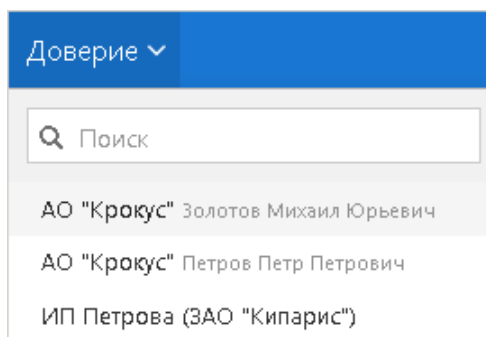 Доверие
Поиск
АО "Крокус" Золотов Михаил Юрьевич
АО "Крокус" Петров Петр Петрович
ИП Петрова (ЗАО "Кипарис")